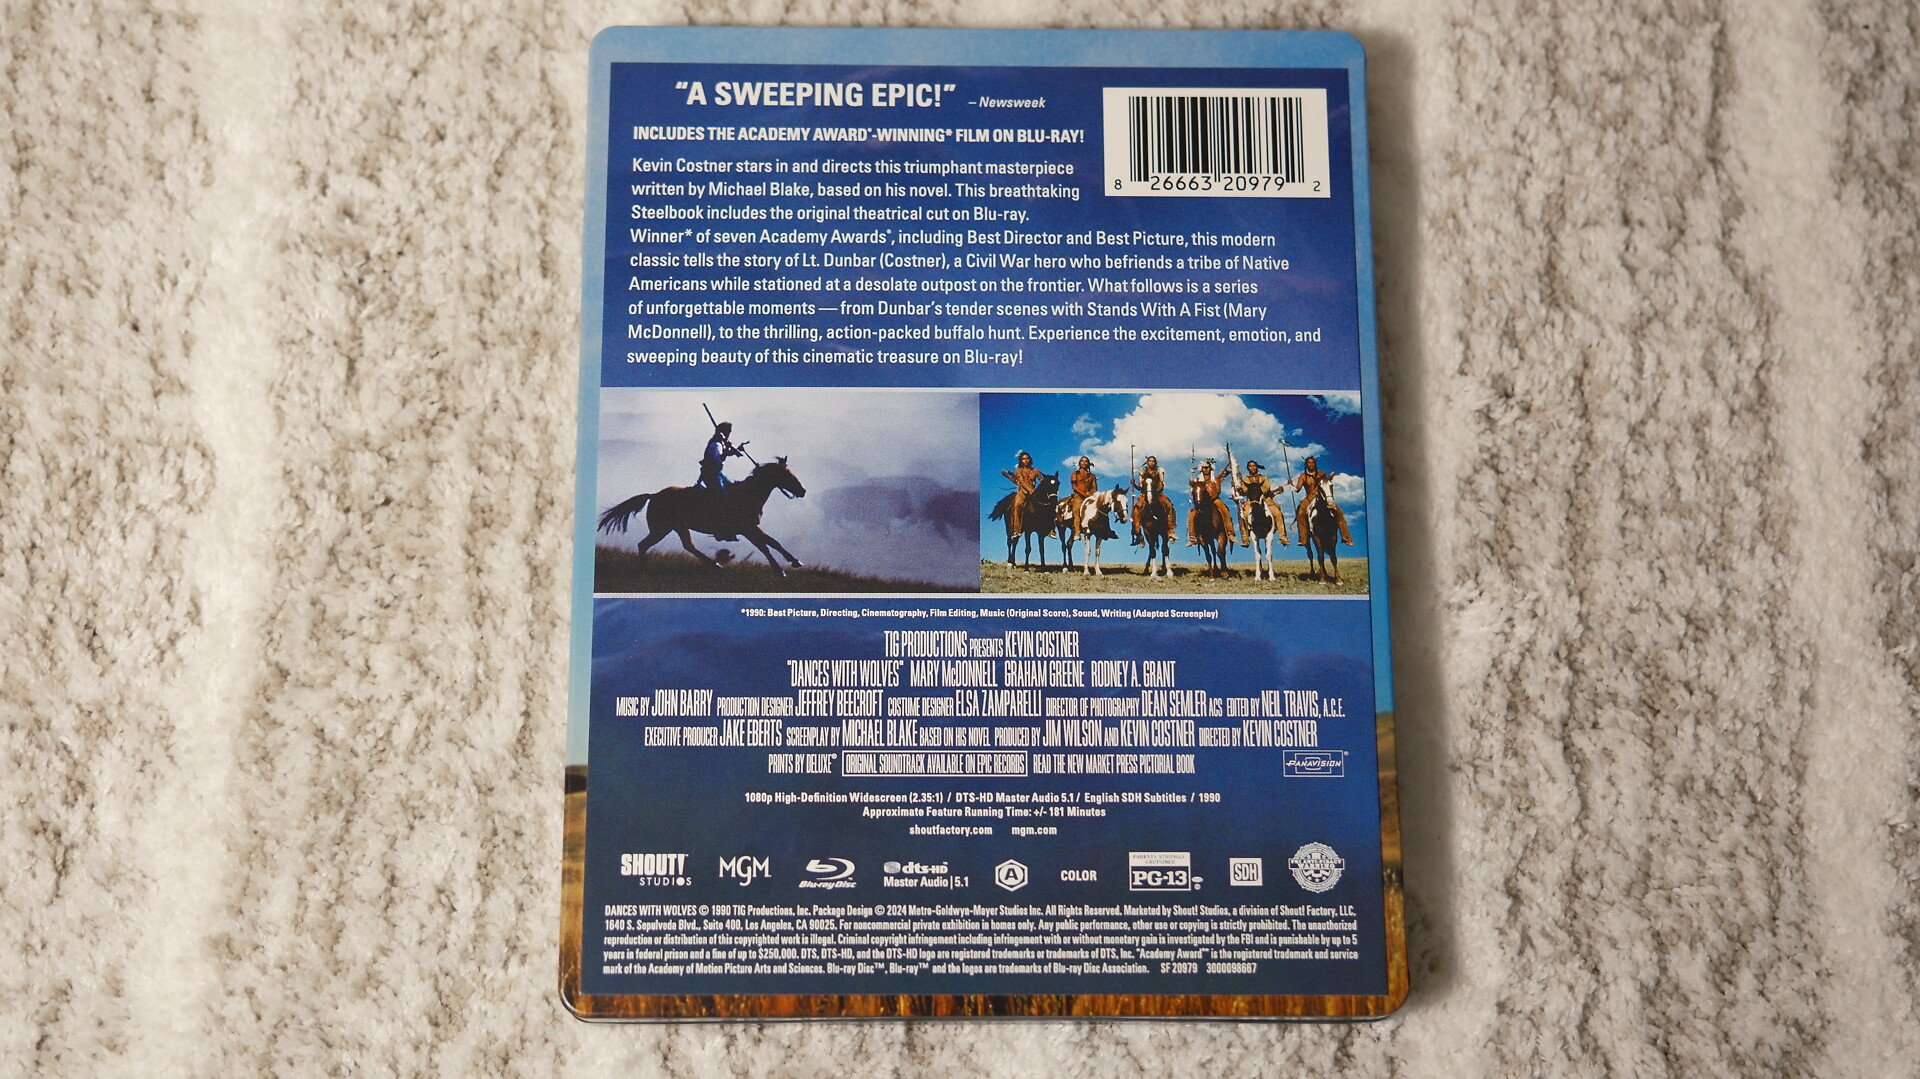 “A SWEEPING EPIC!” – Newsweek
INCLUDES THE ACADEMY AWARD®-WINNING* FILM ON BLU-RAY!
Kevin Costner stars in and directs this triumphant masterpiece
written by Michael Blake, based on his novel. This breathtaking
Steelbook includes the original theatrical cut on Blu-ray.
8 26663 20979 2
Winner* of seven Academy Awards®, including Best Director and Best Picture, this modern
classic tells the story of Lt. Dunbar (Costner), a Civil War hero who befriends a tribe of Native
Americans while stationed at a desolate outpost on the frontier. What follows is a series
of unforgettable moments — from Dunbar’s tender scenes with Stands With A Fist (Mary
McDonnell), to the thrilling, action-packed buffalo hunt. Experience the excitement, emotion, and
sweeping beauty of this cinematic treasure on Blu-ray!
*1990: Best Picture, Directing, Cinematography, Film Editing, Music (Original Score), Sound, Writing (Adapted Screenplay)
TIG PRODUCTIONS PRESENTS KEVIN COSTNER
"DANCES WITH WOLVES" MARY McDONNELL GRAHAM GREENE RODNEY A. GRANT
MUSIC BY JOHN BARRY PRODUCTION DESIGNER JEFFREY BEECROFT COSTUME DESIGNER ELSA ZAMPARELLI DIRECTOR OF PHOTOGRAPHY DEAN SEMLER ACS EDITED BY NEIL TRAVIS, A.C.E.
EXECUTIVE PRODUCER JAKE EBERTS SCREENPLAY BY MICHAEL BLAKE BASED ON HIS NOVEL PRODUCED BY JIM WILSON AND KEVIN COSTNER DIRECTED BY KEVIN COSTNER
PRINTS BY DELUXE® ORIGINAL SOUNDTRACK AVAILABLE ON EPIC RECORDS READ THE NEW MARKET PRESS PICTORIAL BOOK PANAVISION®
1080p High-Definition Widescreen (2.35:1) / DTS-HD Master Audio 5.1 / English SDH Subtitles / 1990
Approximate Feature Running Time: +/- 181 Minutes
shoutfactory.com mgm.com
SHOUT! STUDIOS MGM Blu-ray Disc dts-HD Master Audio | 5.1 A COLOR PARENTS STRONGLY CAUTIONED PG-13 SDH FBI ANTI-PIRACY WARNING
DANCES WITH WOLVES © 1990 TIG Productions, Inc. Package Design © 2024 Metro-Goldwyn-Mayer Studios Inc. All Rights Reserved. Marketed by Shout! Studios, a division of Shout! Factory, LLC,
1640 S. Sepulveda Blvd., Suite 400, Los Angeles, CA 90025. For noncommercial private exhibition in homes only. Any public performance, other use or copying is strictly prohibited. The unauthorized
reproduction or distribution of this copyrighted work is illegal. Criminal copyright infringement including infringement with or without monetary gain is investigated by the FBI and is punishable by up to 5
years in federal prison and a fine of up to $250,000. DTS, DTS-HD, and the DTS-HD logo are registered trademarks or trademarks of DTS, Inc. "Academy Award®" is the registered trademark and service
mark of the Academy of Motion Picture Arts and Sciences. Blu-ray Disc™, Blu-ray™ and the logos are trademarks of Blu-ray Disc Association. SF 20979 3000098667